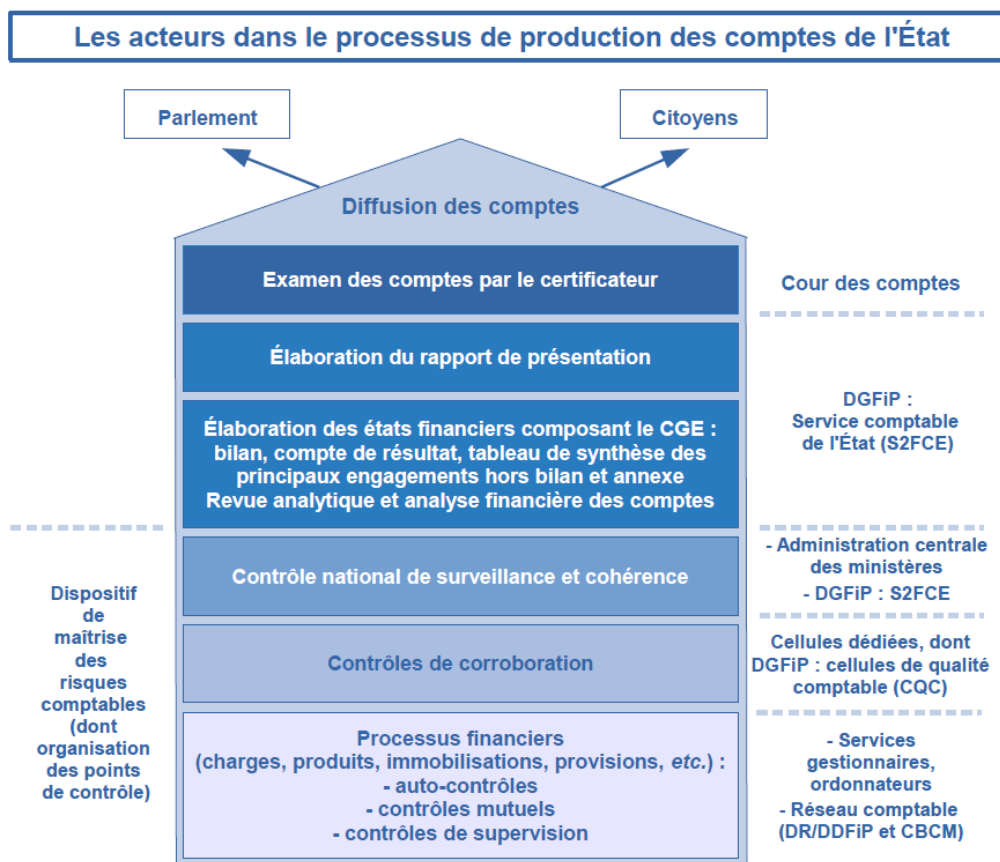 Les acteurs dans le processus de production des comptes de l'État
Parlement
Citoyens
Diffusion des comptes
Examen des comptes par le certificateur
Cour des comptes
Élaboration du rapport de présentation
Élaboration des états financiers composant le CGE :
bilan, compte de résultat, tableau de synthèse des
principaux engagements hors bilan et annexe
Revue analytique et analyse financière des comptes
DGFiP :
Service comptable
de l'État (S2FCE)
Contrôle national de surveillance et cohérence
- Administration centrale
des ministères
- DGFiP : S2FCE
Dispositif
de
maîtrise
des
risques
comptables
(dont
organisation
des points
de contrôle)
Contrôles de corroboration
Cellules dédiées, dont
DGFiP : cellules de qualité
comptable (CQC)
Processus financiers
(charges, produits, immobilisations, provisions, etc.) :
- auto-contrôles
- contrôles mutuels
- contrôles de supervision
- Services
gestionnaires,
ordonnateurs
- Réseau comptable
(DR/DDFiP et CBCM)